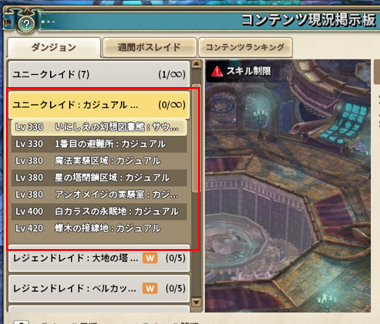 コンテンツ現況掲示板
ダンジョン
週間ボスレイド
コンテンツランキング
ユニークレイド (7) (1/∞)
スキル制限
ユニークレイド : カジュアル ... (0/∞)
Lv 330 いにしえの幻想図書館 : サウ...
Lv 330 1番目の避難所 : カジュアル
Lv 380 魔法実験区域 : カジュアル
Lv 380 星の塔閉鎖区域 : カジュアル
Lv 380 アシオメイジの実験室 : カジ...
Lv 400 白カラスの永眠地 : カジュアル
Lv 420 蝶木の接線地 : カジュアル
レジェンドレイド : 大地の塔 ... W (0/5)
レジェンドレイド : ベルカッ... W (0/5)